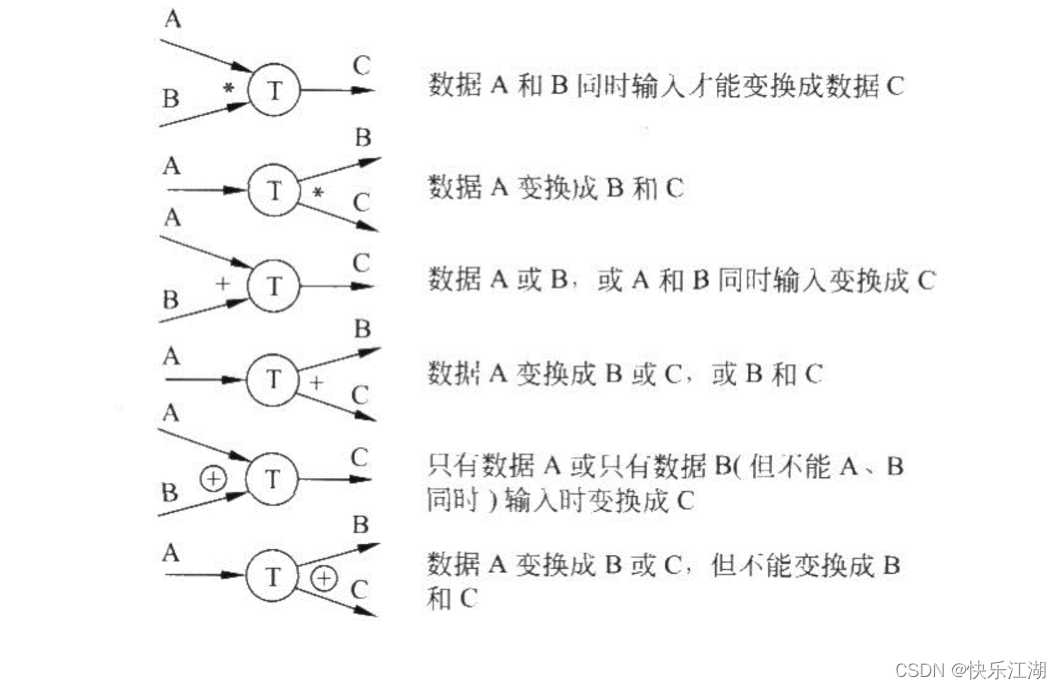 A
B
*
T
C
数据 A 和 B 同时输入才能变换成数据 C
A
T
B
*
C
数据 A 变换成 B 和 C
A
B
+
T
C
数据 A 或 B，或 A 和 B 同时输入变换成 C
A
T
B
+
C
数据 A 变换成 B 或 C，或 B 和 C
A
B
⊕
T
C
只有数据 A 或只有数据 B(但不能 A、B
同时)输入时变换成 C
A
T
B
⊕
C
数据 A 变换成 B 或 C，但不能变换成 B
和 C
CSDN @快乐江湖